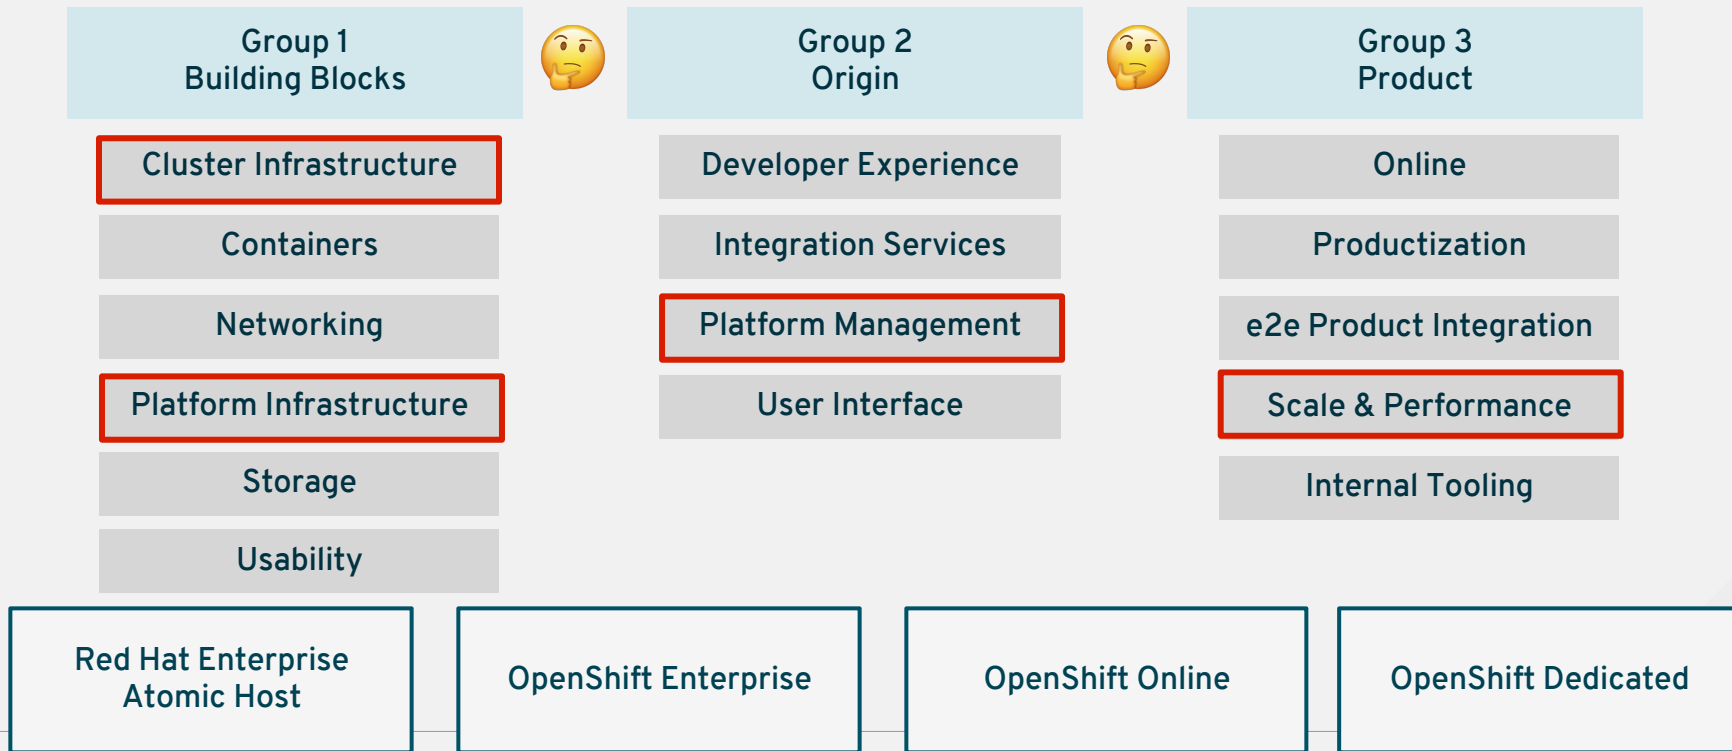 Group 1
Building Blocks
Group 2
Origin
Group 3
Product
Cluster Infrastructure
Containers
Networking
Platform Infrastructure
Storage
Usability
Developer Experience
Integration Services
Platform Management
User Interface
Online
Productization
e2e Product Integration
Scale & Performance
Internal Tooling
Red Hat Enterprise
Atomic Host
OpenShift Enterprise
OpenShift Online
OpenShift Dedicated